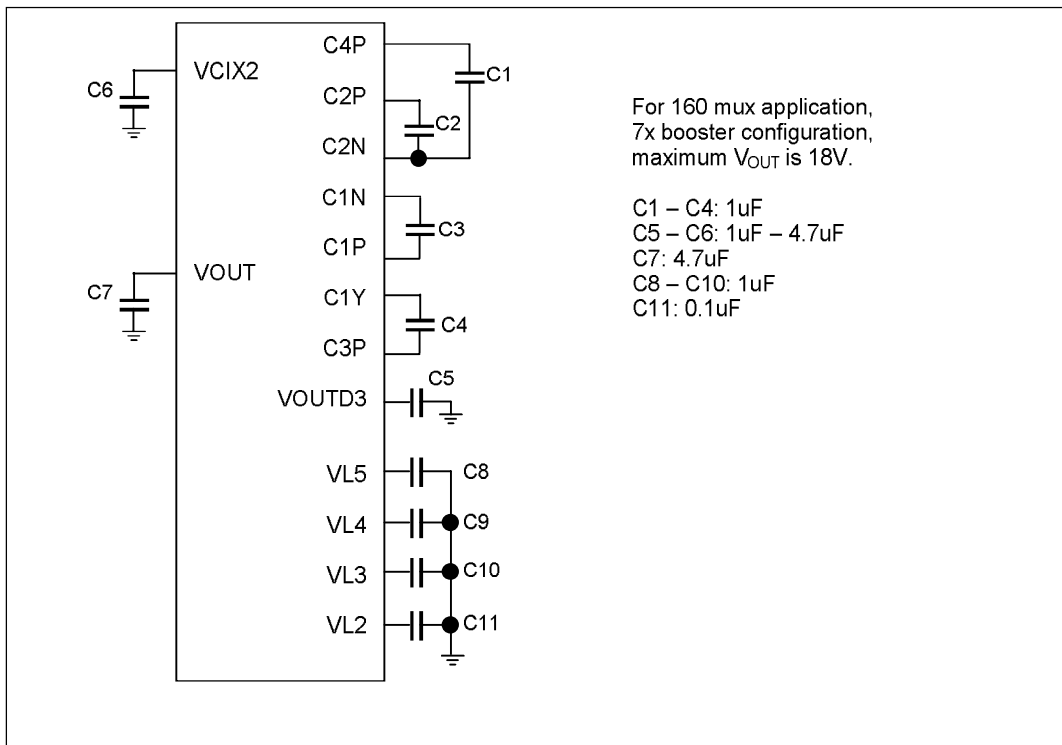 C4P
C1
VCIX2
C6
C2P
C2
C2N
C1N
C3
C1P
VOUT
C7
C1Y
C4
C3P
C5
VOUTD3
VL5
C8
VL4
C9
VL3
C10
VL2
C11
For 160 mux application,
7x booster configuration,
maximum VOUT is 18V.
C1 – C4: 1uF
C5 – C6: 1uF – 4.7uF
C7: 4.7uF
C8 – C10: 1uF
C11: 0.1uF